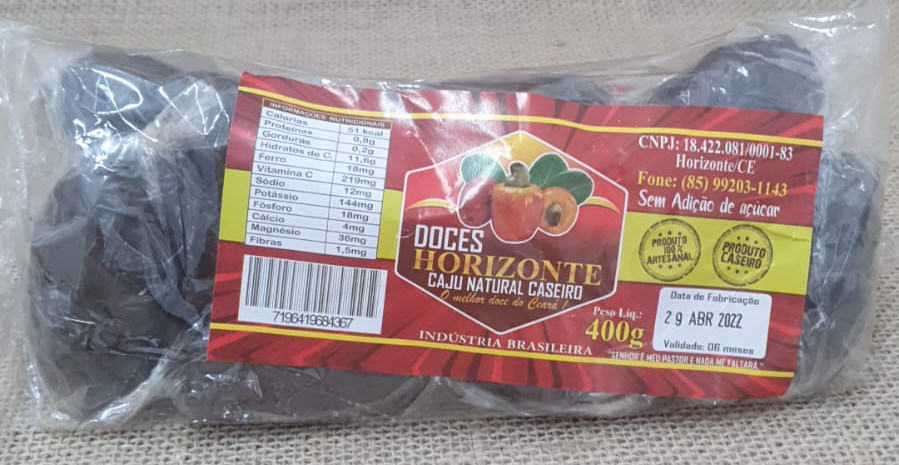 INFORMAÇÕES NUTRICIONAIS
Calorias 51 kcal
Proteínas 0,8g
Gorduras 0,2g
Hidratos de C. 11,6g
Ferro 18mg
Vitamina C 219mg
Sódio 12mg
Potássio 144mg
Fósforo 18mg
Cálcio 4mg
Magnésio 36mg
Fibras 1,5mg
7196419684367
DOCES
HORIZONTE
CAJU NATURAL CASEIRO
O melhor doce do Ceará !
INDÚSTRIA BRASILEIRA
CNPJ: 18.422.081/0001-83
Horizonte/CE
Fone: (85) 99203-1143
Sem Adição de açúcar
PRODUTO
100%
ARTESANAL
PRODUTO
CASEIRO
Peso Liq.:
400g
Data de Fabricação
29 ABR 2022
Validade: 06 meses
"SENHOR É MEU PASTOR E NADA ME FALTARÁ"